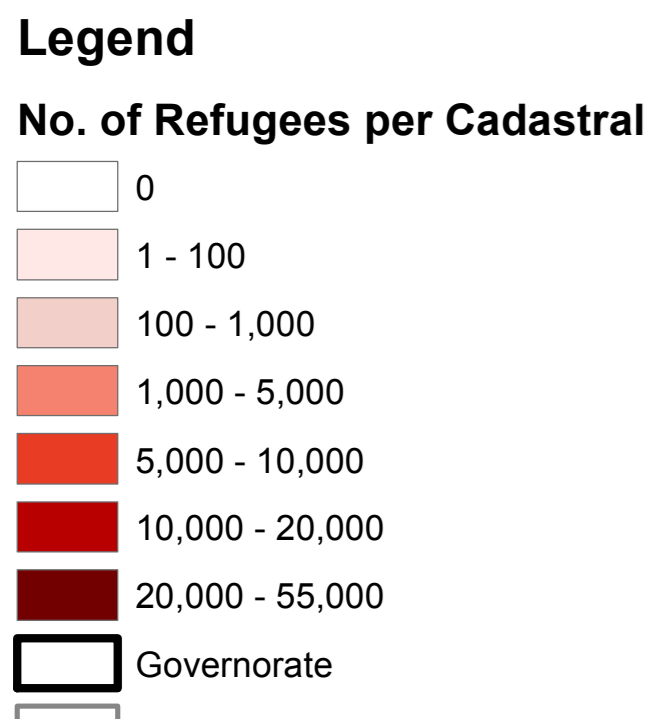 Legend
No. of Refugees per Cadastral
0
1 - 100
100 - 1,000
1,000 - 5,000
5,000 - 10,000
10,000 - 20,000
20,000 - 55,000
Governorate